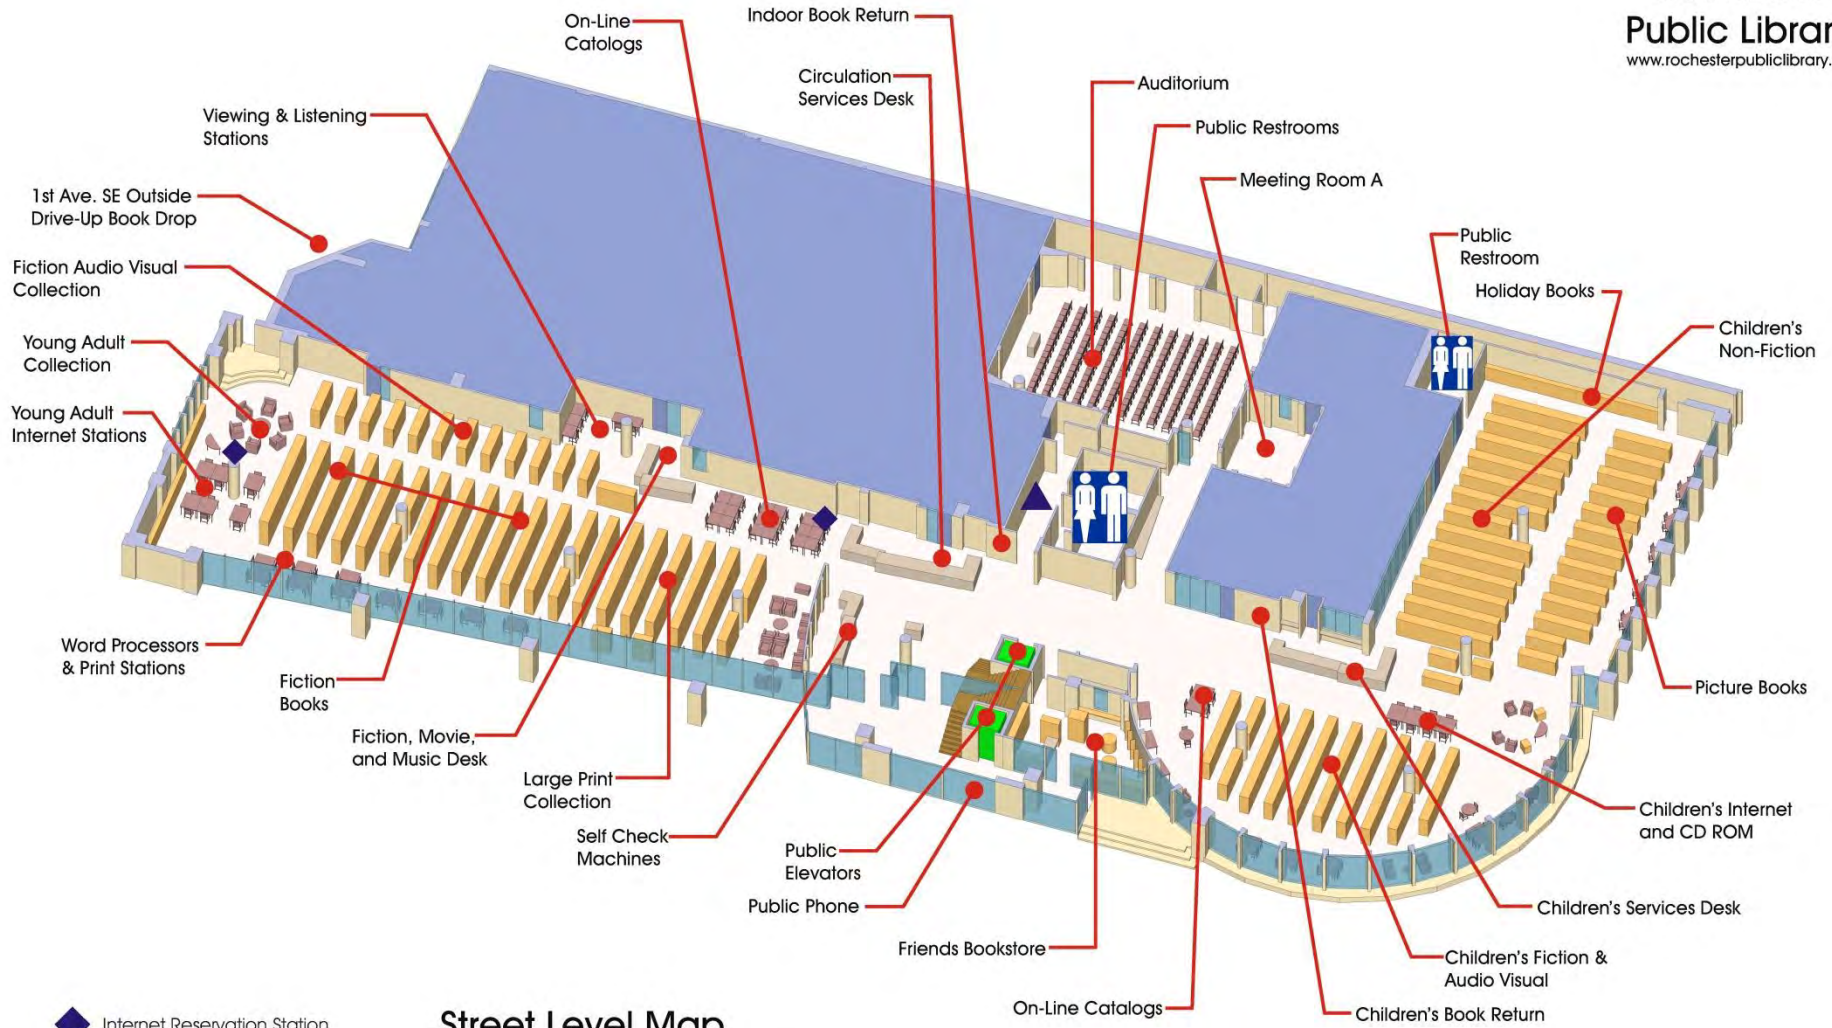 Public Librar
www.rochesterpubliclibrary.
On-Line
Catologs
Indoor Book Return
Circulation
Services Desk
Auditorium
Public Restrooms
Viewing & Listening
Stations
Meeting Room A
1st Ave. SE Outside
Drive-Up Book Drop
Public
Restroom
Fiction Audio Visual
Collection
Holiday Books
Children's
Non-Fiction
Young Adult
Collection
Young Adult
Internet Stations
Word Processors
& Print Stations
Fiction
Books
Picture Books
Fiction, Movie,
and Music Desk
Large Print
Collection
Self Check
Machines
Children's Internet
and CD ROM
Public
Elevators
Public Phone
Children's Services Desk
Friends Bookstore
Children's Fiction &
Audio Visual
On-Line Catalogs
Children's Book Return
Internet Reservation Station
Street Level Map